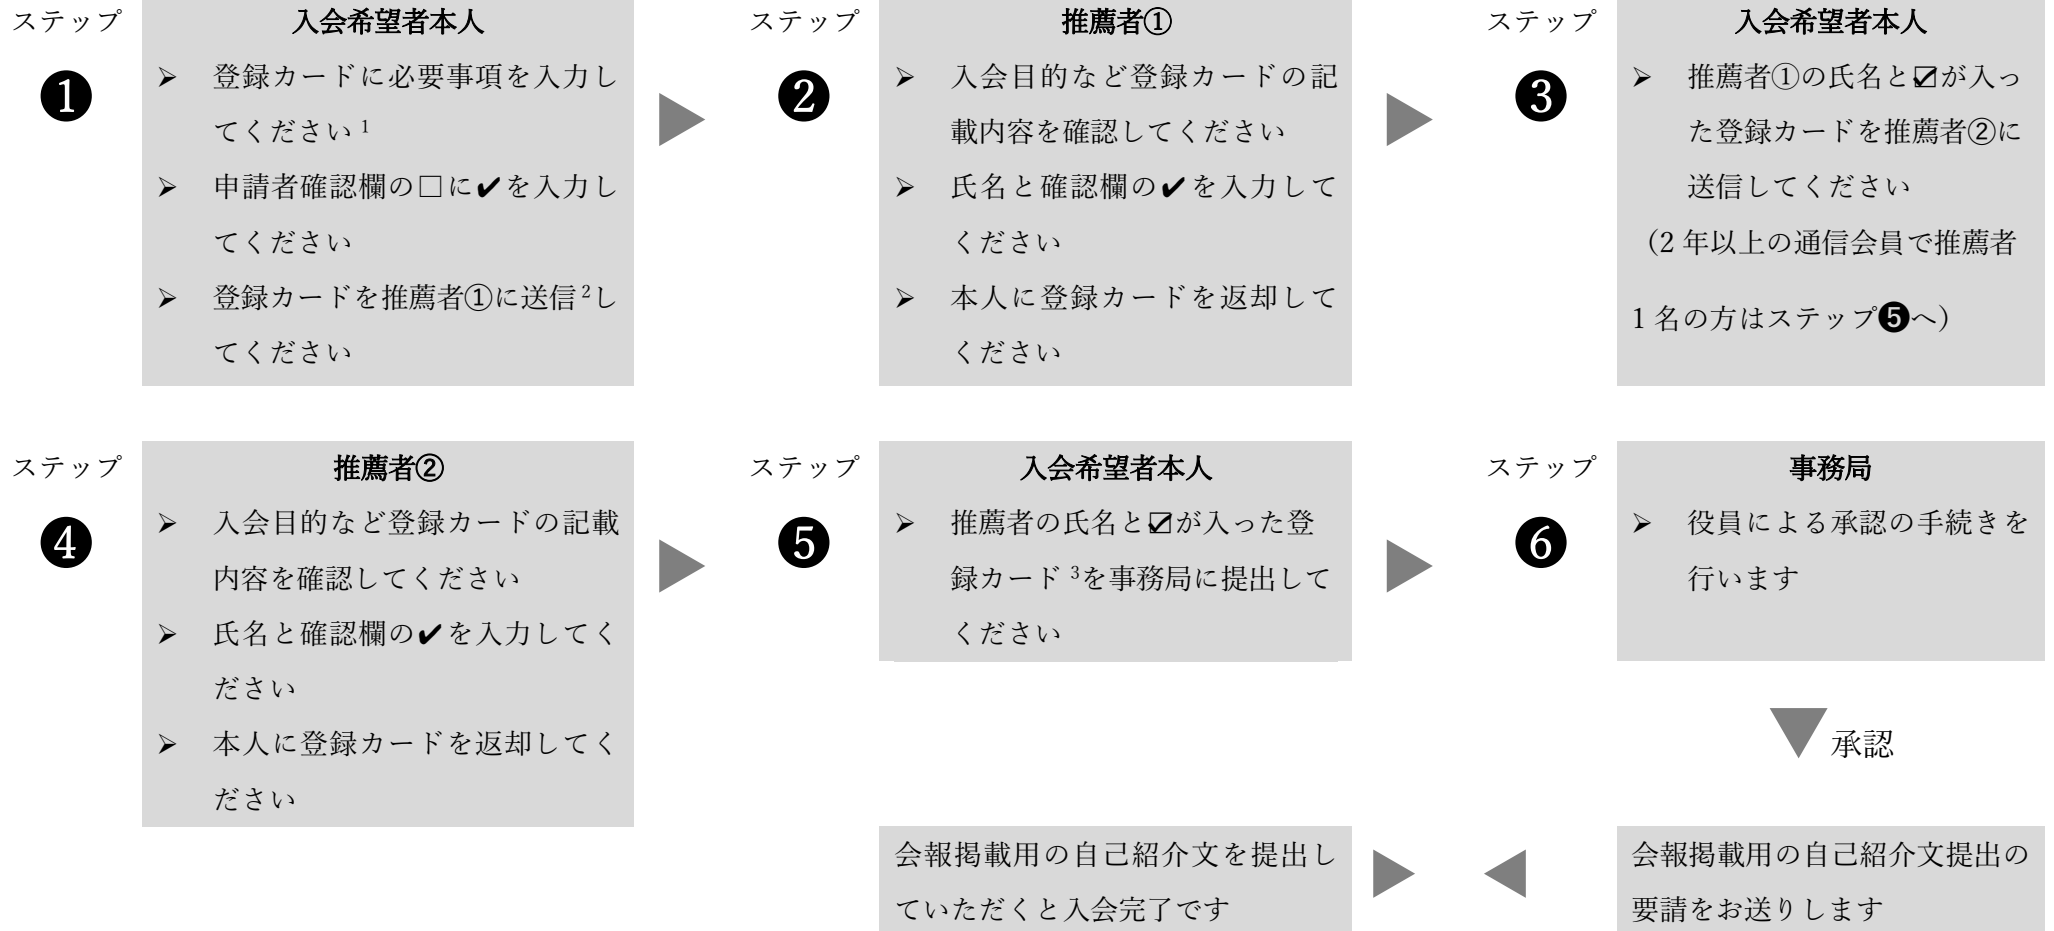 ステップ
❶
入会希望者本人
➢ 登録カードに必要事項を入力し
てください 1
➢ 申請者確認欄の□に✔を入力し
てください
➢ 登録カードを推薦者①に送信 2し
てください
ステップ
❷
推薦者①
➢ 入会目的など登録カードの記
載内容を確認してください
➢ 氏名と確認欄の✔を入力して
ください
➢ 本人に登録カードを返却して
ください
ステップ
❸
入会希望者本人
➢ 推薦者①の氏名と☑が入っ
た登録カードを推薦者②に
送信してください
（2 年以上の通信会員で推薦者
1 名の方はステップ❺へ）
ステップ
❹
推薦者②
➢ 入会目的など登録カードの記載
内容を確認してください
➢ 氏名と確認欄の✔を入力してく
ださい
➢ 本人に登録カードを返却してく
ださい
ステップ
❺
入会希望者本人
➢ 推薦者の氏名と☑が入った登
録カード 3を事務局に提出して
ください
ステップ
❻
事務局
➢ 役員による承認の手続きを
行います
承認
会報掲載用の自己紹介文提出の
要請をお送りします
会報掲載用の自己紹介文を提出し
ていただくと入会完了です